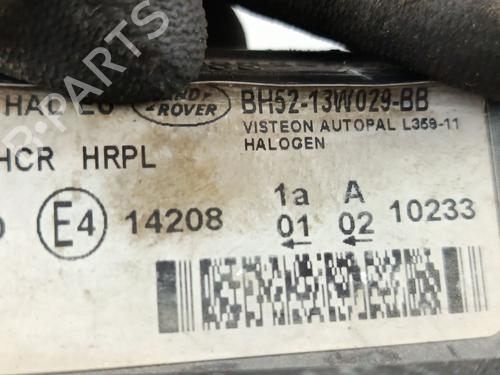 HAL E6 LAND ROVER BH52-13W029-BB
VISTEON AUTOPAL L359-11
HCR HRPL HALOGEN
E4 14208 1a 01 A 02 10233